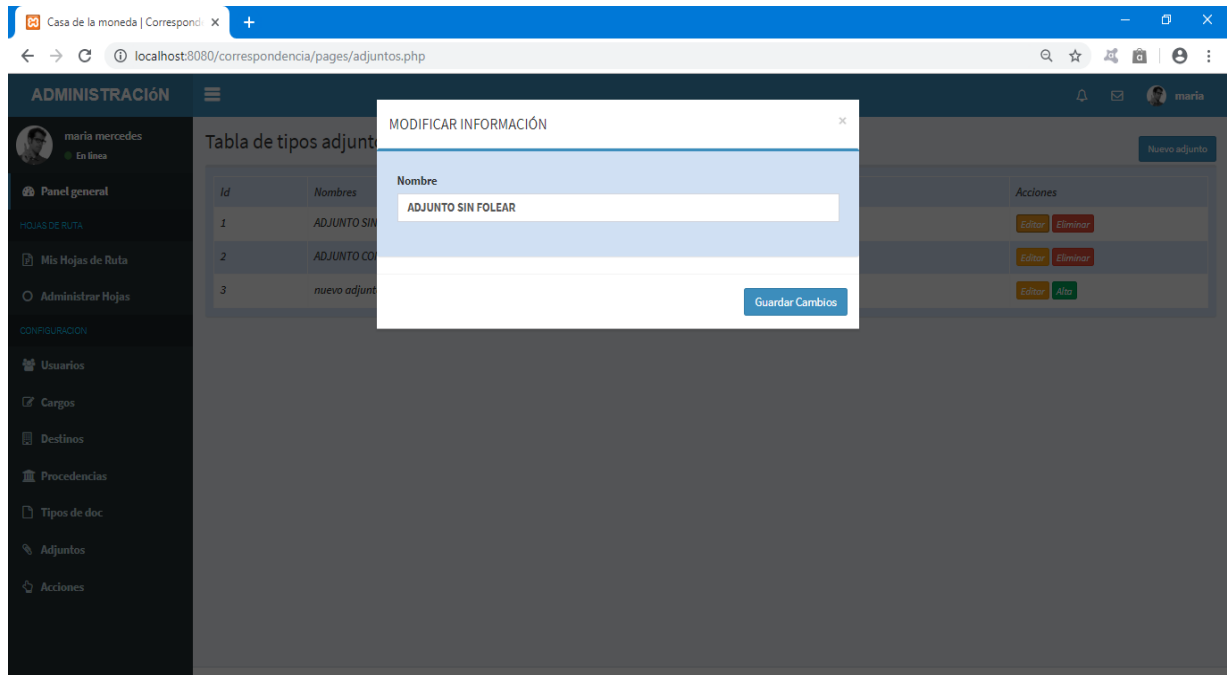 Casa de la moneda | Correspond
localhost:8080/correspondencia/pages/adjuntos.php
ADMINISTRACIóN
maria
maria mercedes
En línea
MODIFICAR INFORMACIÓN
×
Tabla de tipos adjunt
Nuevo adjunto
Nombre
ADJUNTO SIN FOLEAR
Panel general
Id Nombres Acciones
HOJAS DE RUTA
1 ADJUNTO SIN Editar Eliminar
Mis Hojas de Ruta
2 ADJUNTO CO Editar Eliminar
Administrar Hojas
3 nuevo adjunt Editar Alta
Guardar Cambios
CONFIGURACION
Usuarios
Cargos
Destinos
Procedencias
Tipos de doc
Adjuntos
Acciones